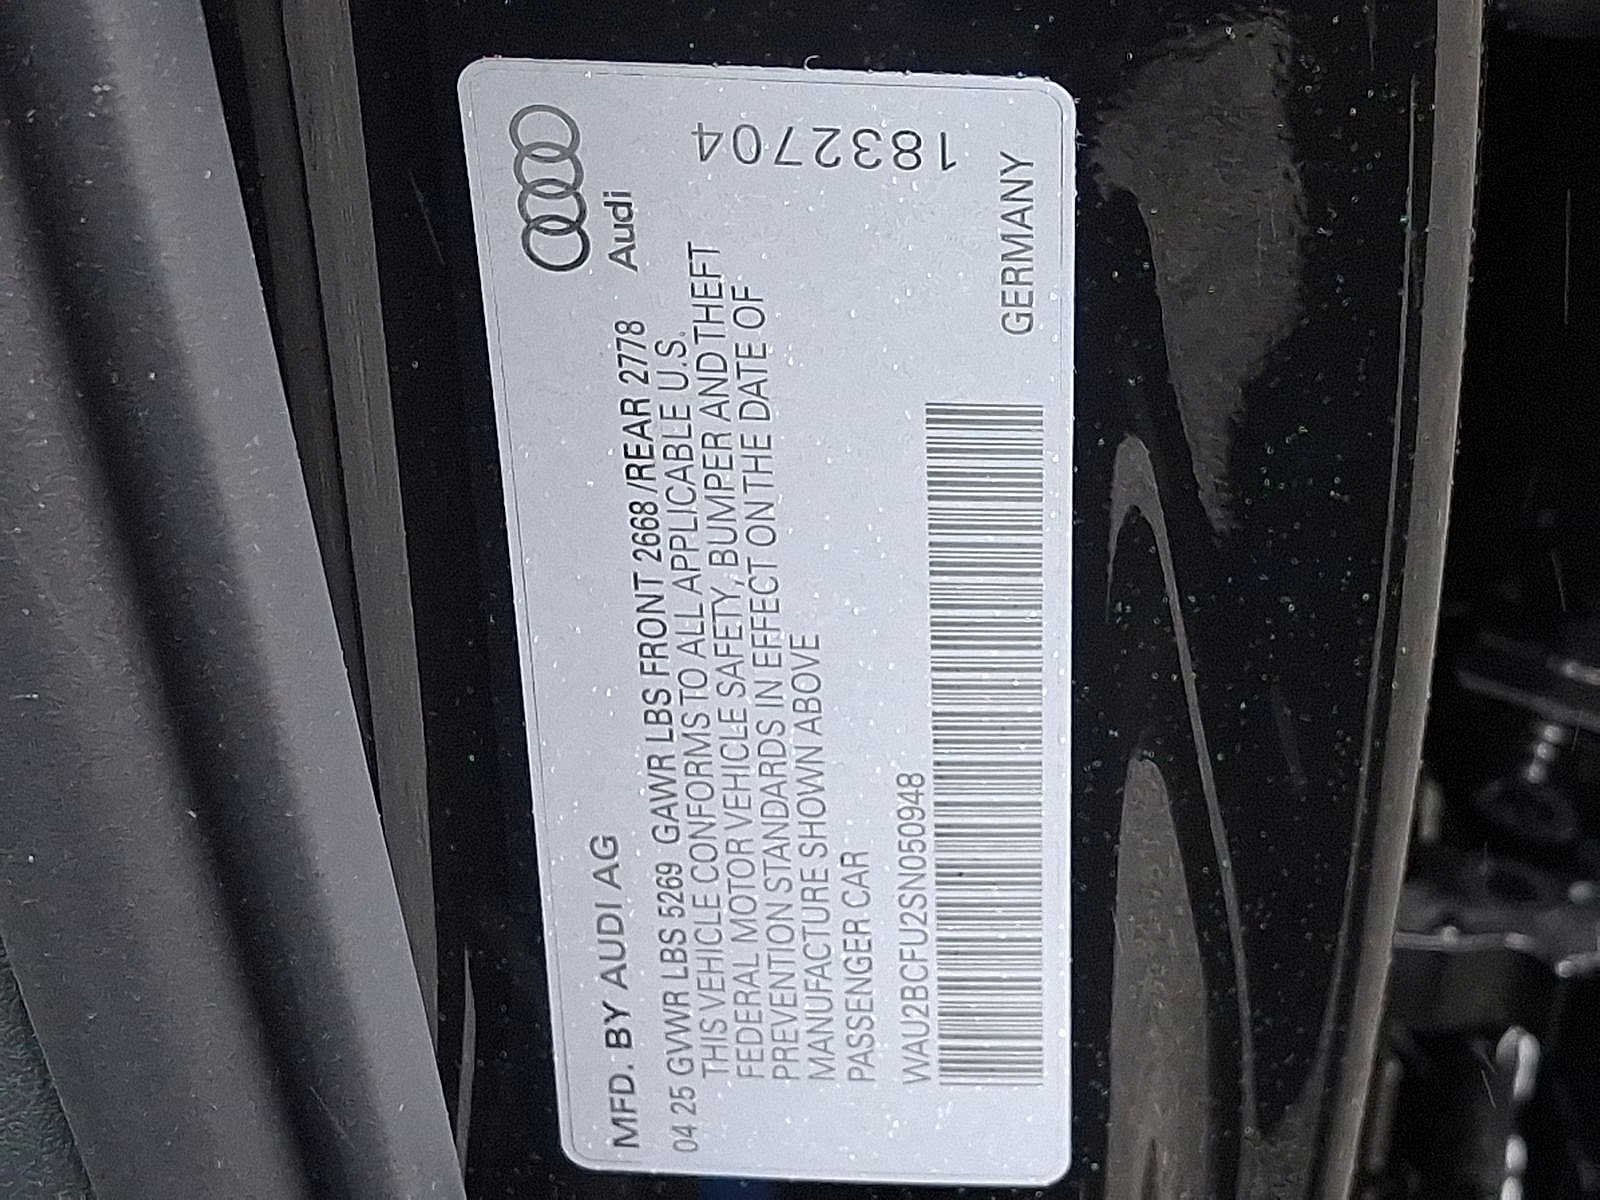 Audi
1832704
MFD. BY AUDI AG
04 25 GVWR LBS 5269 GAWR LBS FRONT 2668/REAR 2778
THIS VEHICLE CONFORMS TO ALL APPLICABLE U.S.
FEDERAL MOTOR VEHICLE SAFETY, BUMPER AND THEFT
PREVENTION STANDARDS IN EFFECT ON THE DATE OF
MANUFACTURE SHOWN ABOVE
PASSENGER CAR
WAU2BCFU2SN050948
GERMANY